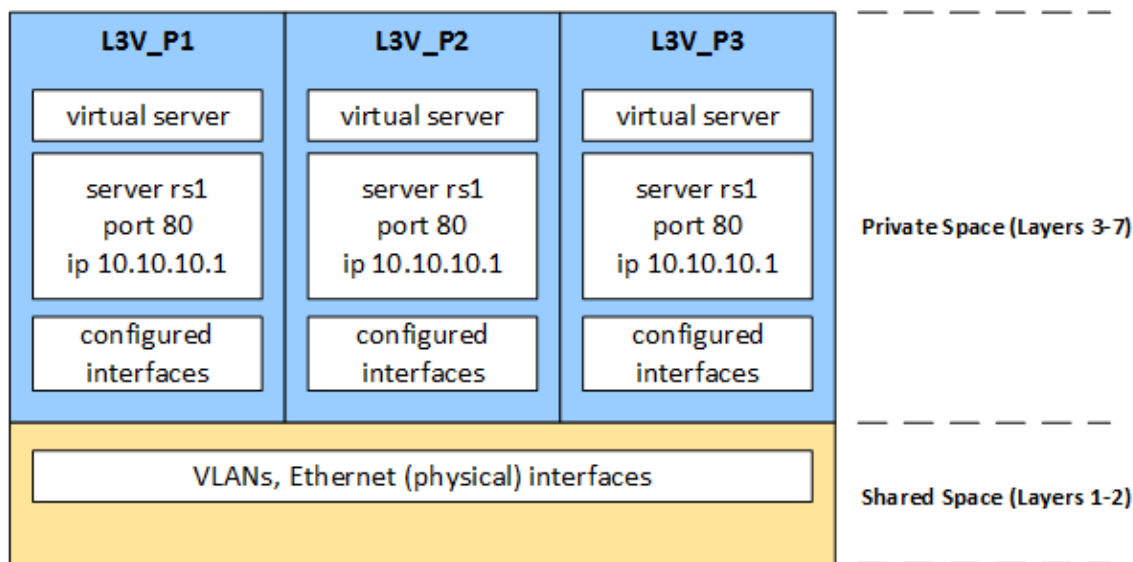 L3V_P1
virtual server
server rs1
port 80
ip 10.10.10.1
configured
interfaces
L3V_P2
virtual server
server rs1
port 80
ip 10.10.10.1
configured
interfaces
L3V_P3
virtual server
server rs1
port 80
ip 10.10.10.1
configured
interfaces
Private Space (Layers 3-7)
VLANs, Ethernet (physical) interfaces
Shared Space (Layers 1-2)